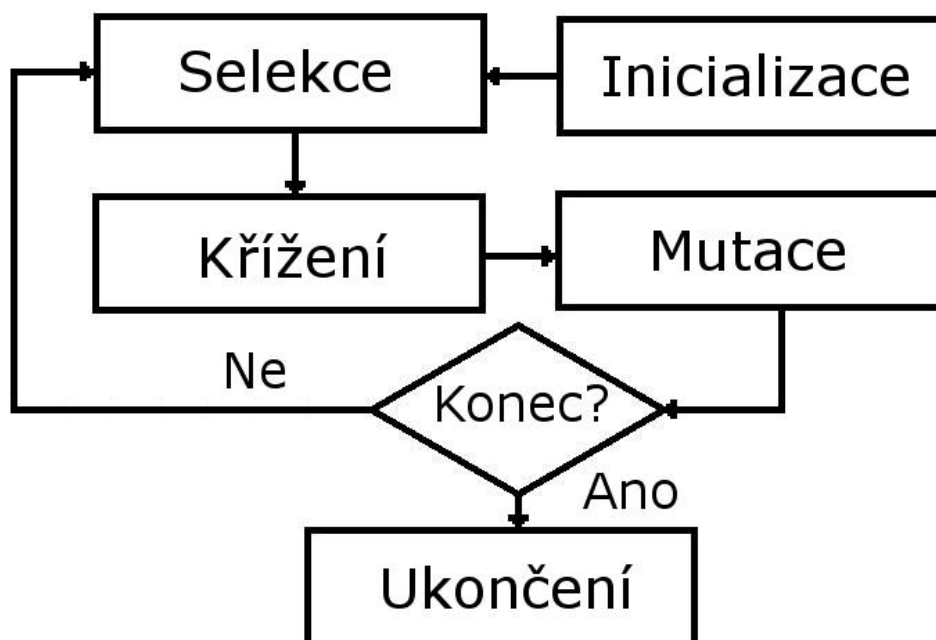 Selekce
Inicializace
Křížení
Mutace
Ne
Konec?
Ano
Ukončení